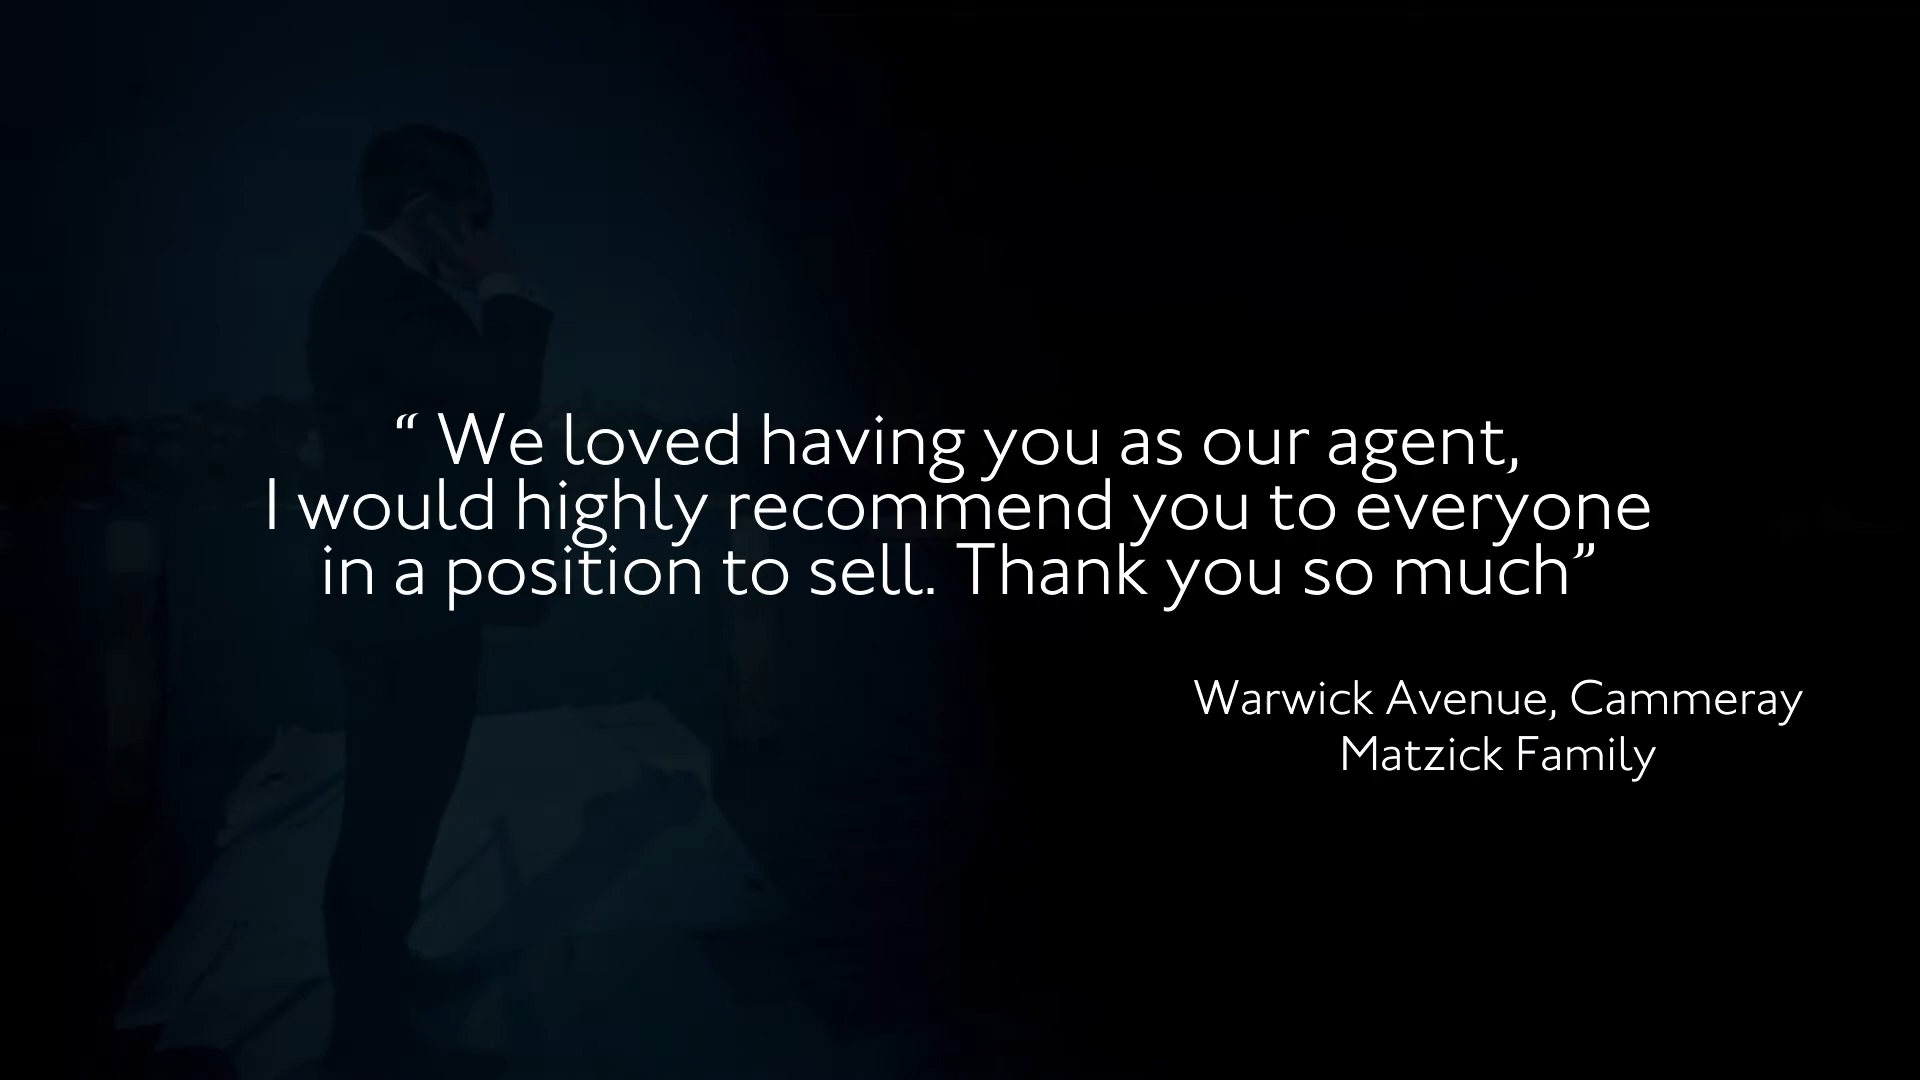 “ We loved having you as our agent,
I would highly recommend you to everyone
in a position to sell. Thank you so much”
Warwick Avenue, Cammeray
Matzick Family